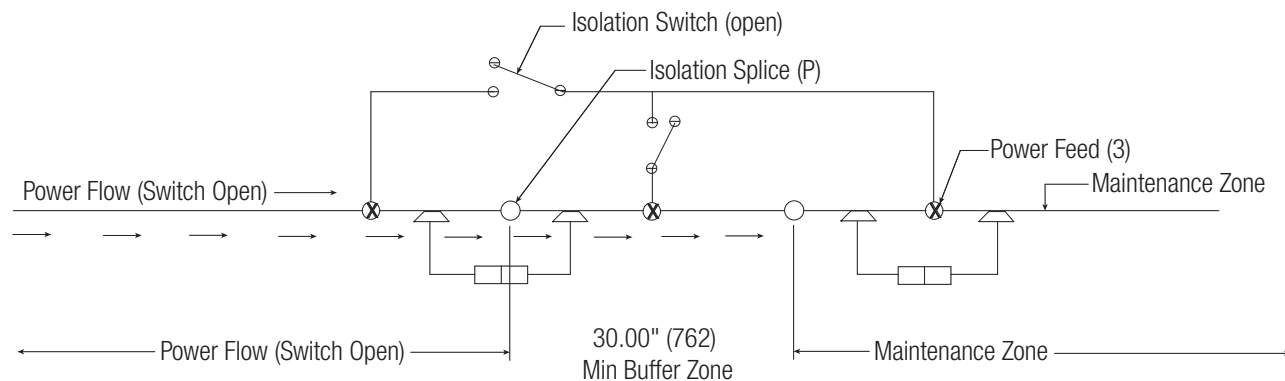 Isolation Switch (open)
Isolation Splice (P)
Power Feed (3)
Power Flow (Switch Open)
Maintenance Zone
X
X
X
Power Flow (Switch Open)
30.00" (762)
Min Buffer Zone
Maintenance Zone